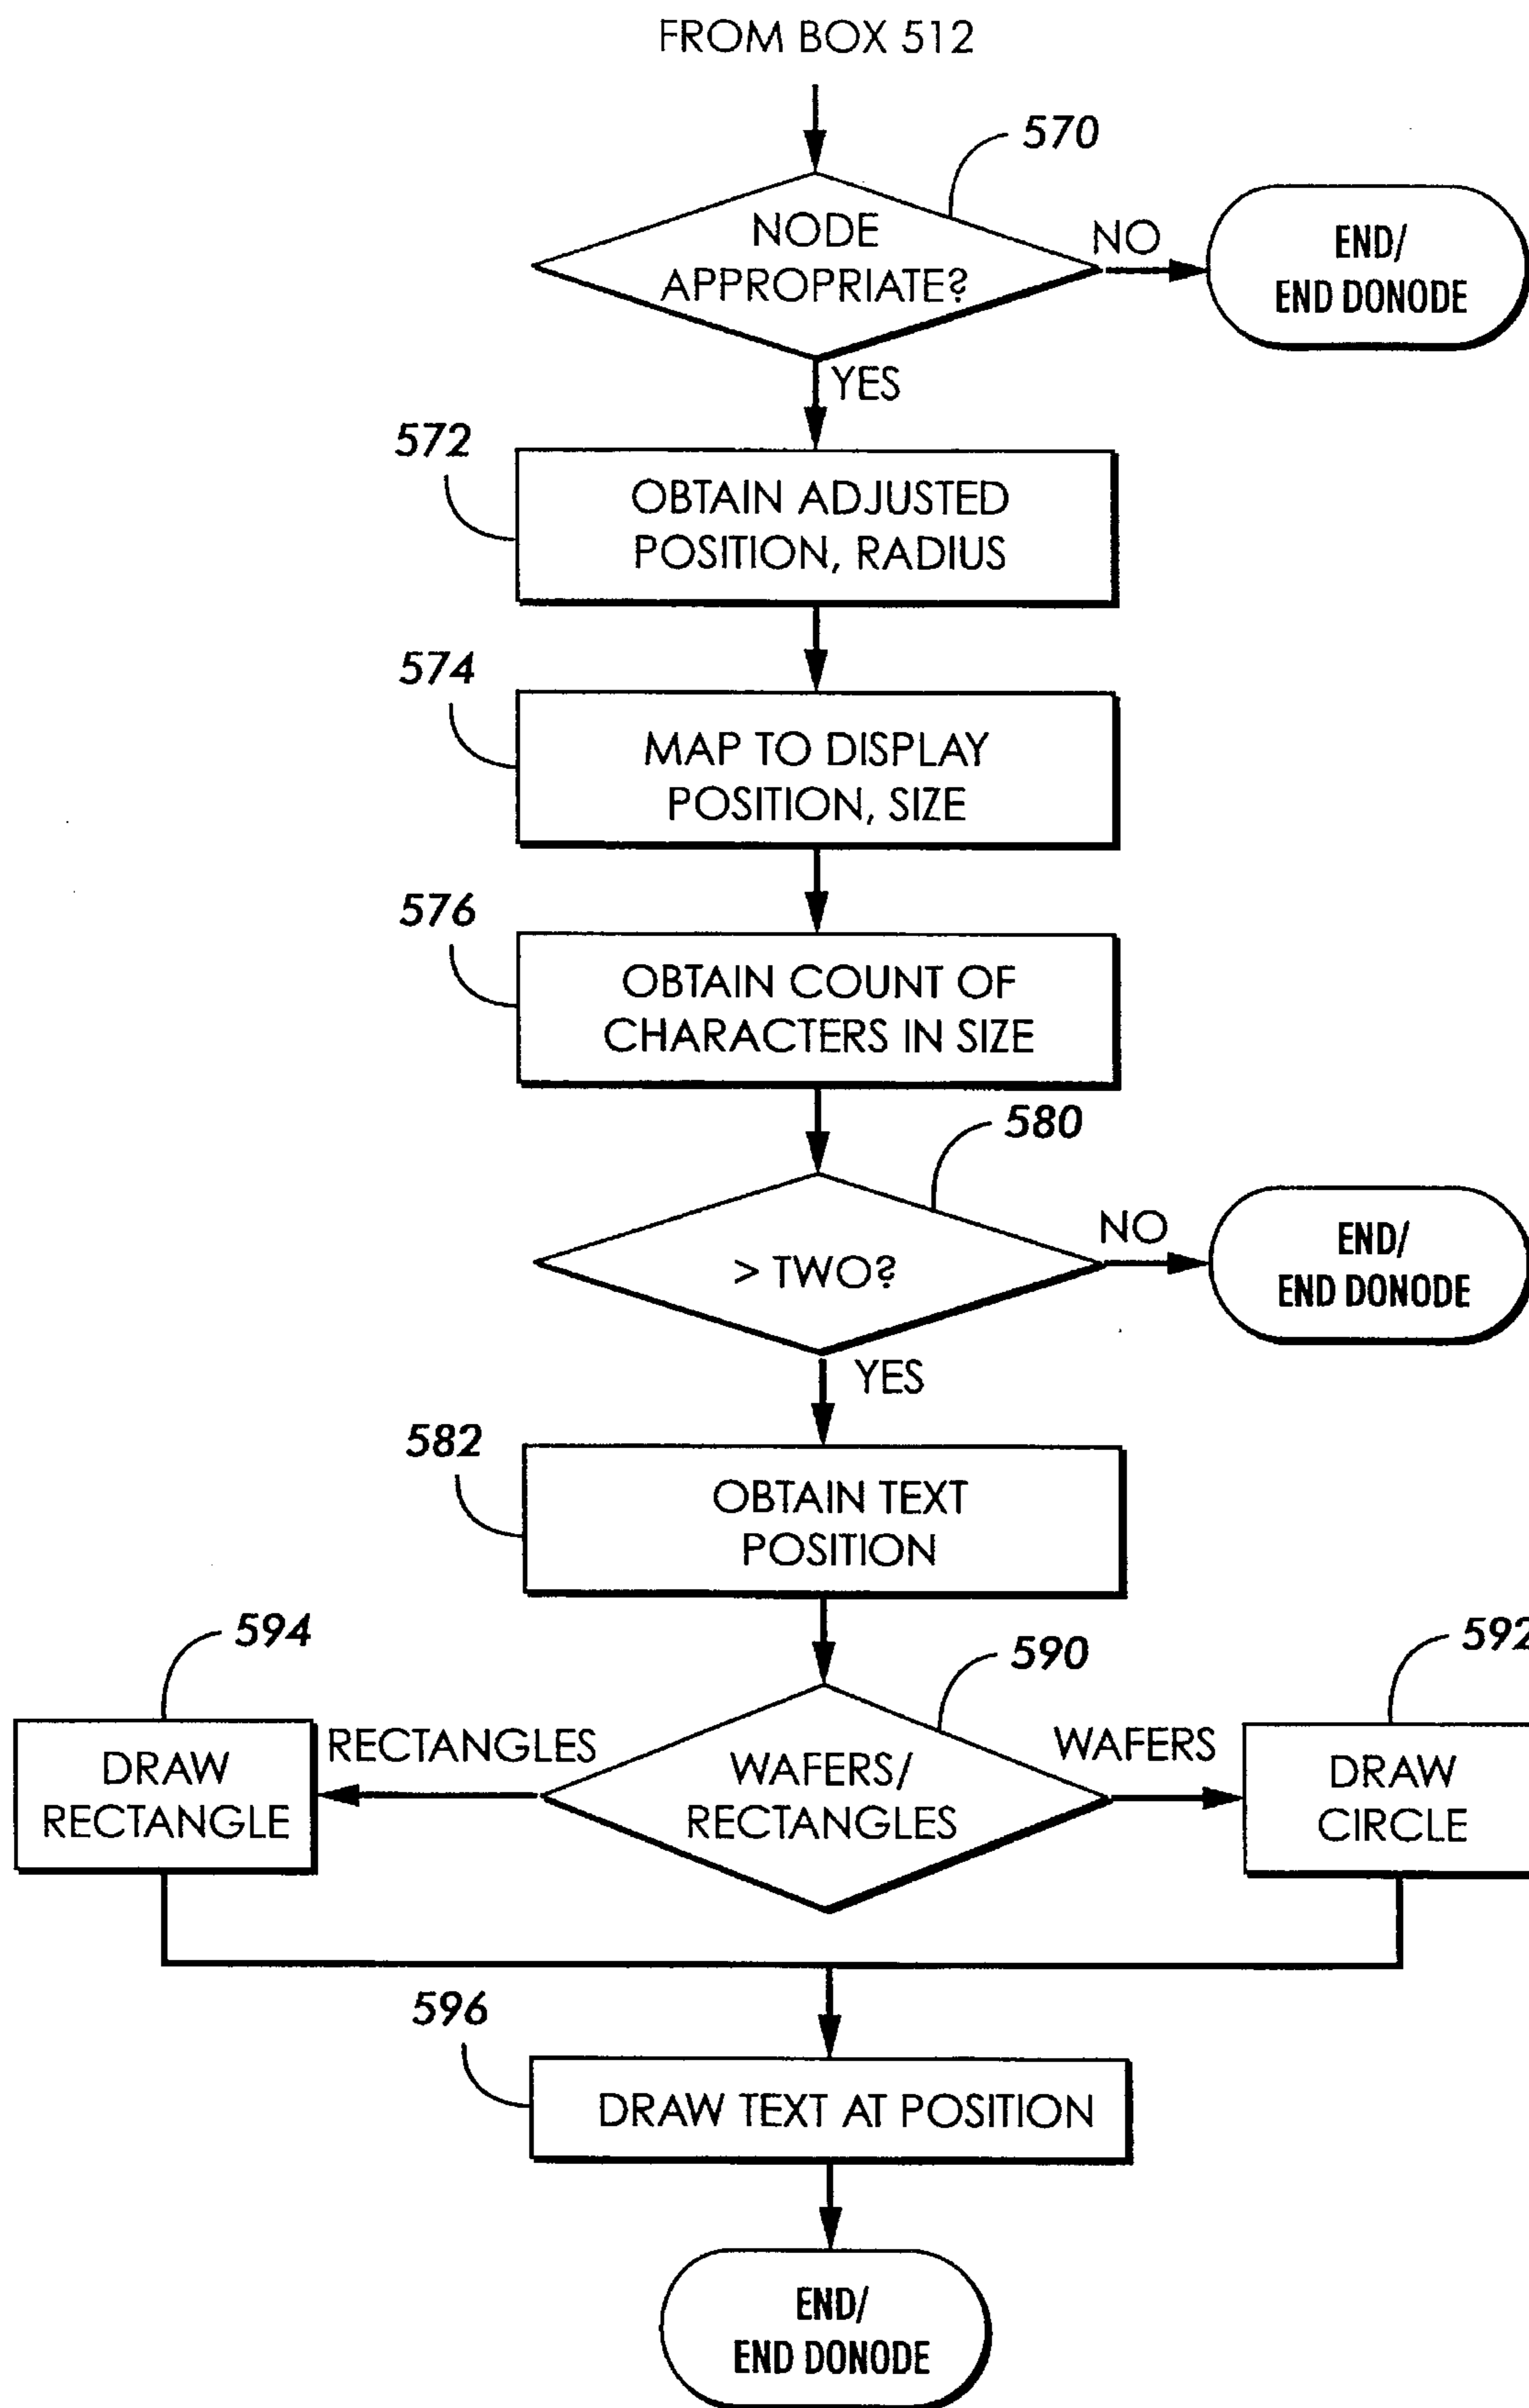 FROM BOX 512
570
NODE
APPROPRIATE?
NO
END/
END DONODE
YES
572
OBTAIN ADJUSTED
POSITION, RADIUS
574
MAP TO DISPLAY
POSITION, SIZE
576
OBTAIN COUNT OF
CHARACTERS IN SIZE
580
> TWO?
NO
END/
END DONODE
YES
582
OBTAIN TEXT
POSITION
594
590
592
DRAW
RECTANGLE
RECTANGLES
WAFERS/
RECTANGLES
WAFERS
DRAW
CIRCLE
596
DRAW TEXT AT POSITION
END/
END DONODE